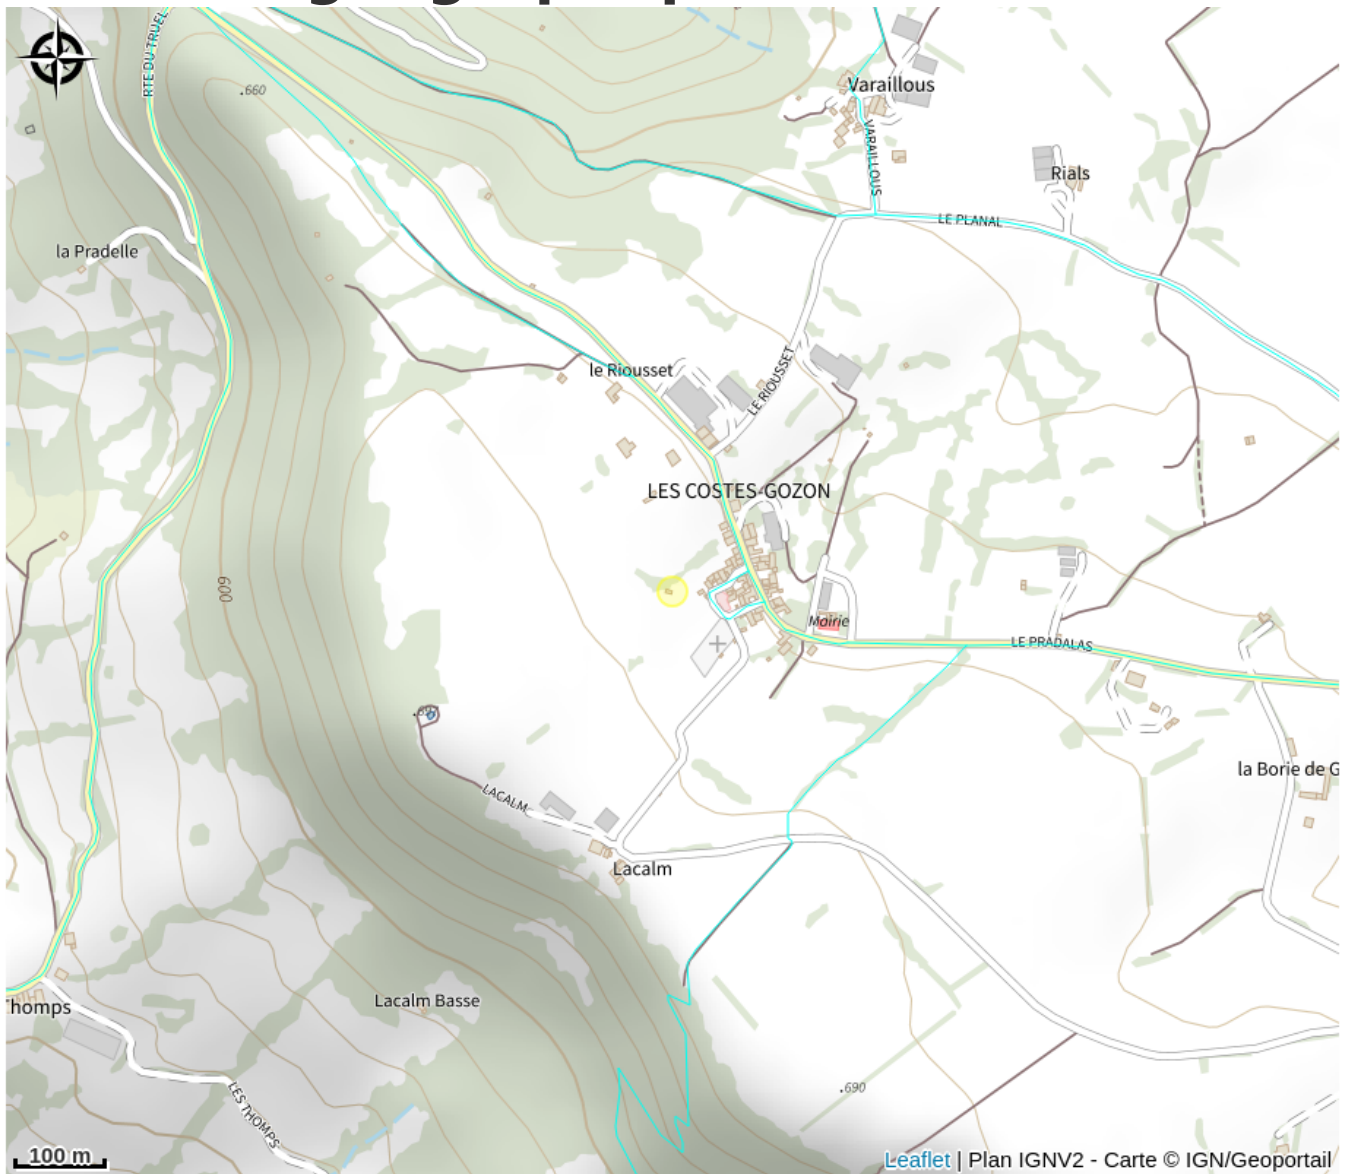 RTE DU TRUEL
.660
Varaillous
VARAILLOUS
Rials
LE PLANAL
la Pradelle
le Riousset
LE RIOUSSET
LES COSTES-GOZON
600
Mairie
LE PRADALAS
la Borie de G
LACALM
Lacalm
Lacalm Basse
homps
LES THOMPS
.690
100 m
Leaflet | Plan IGNV2 - Carte © IGN/Geoportail